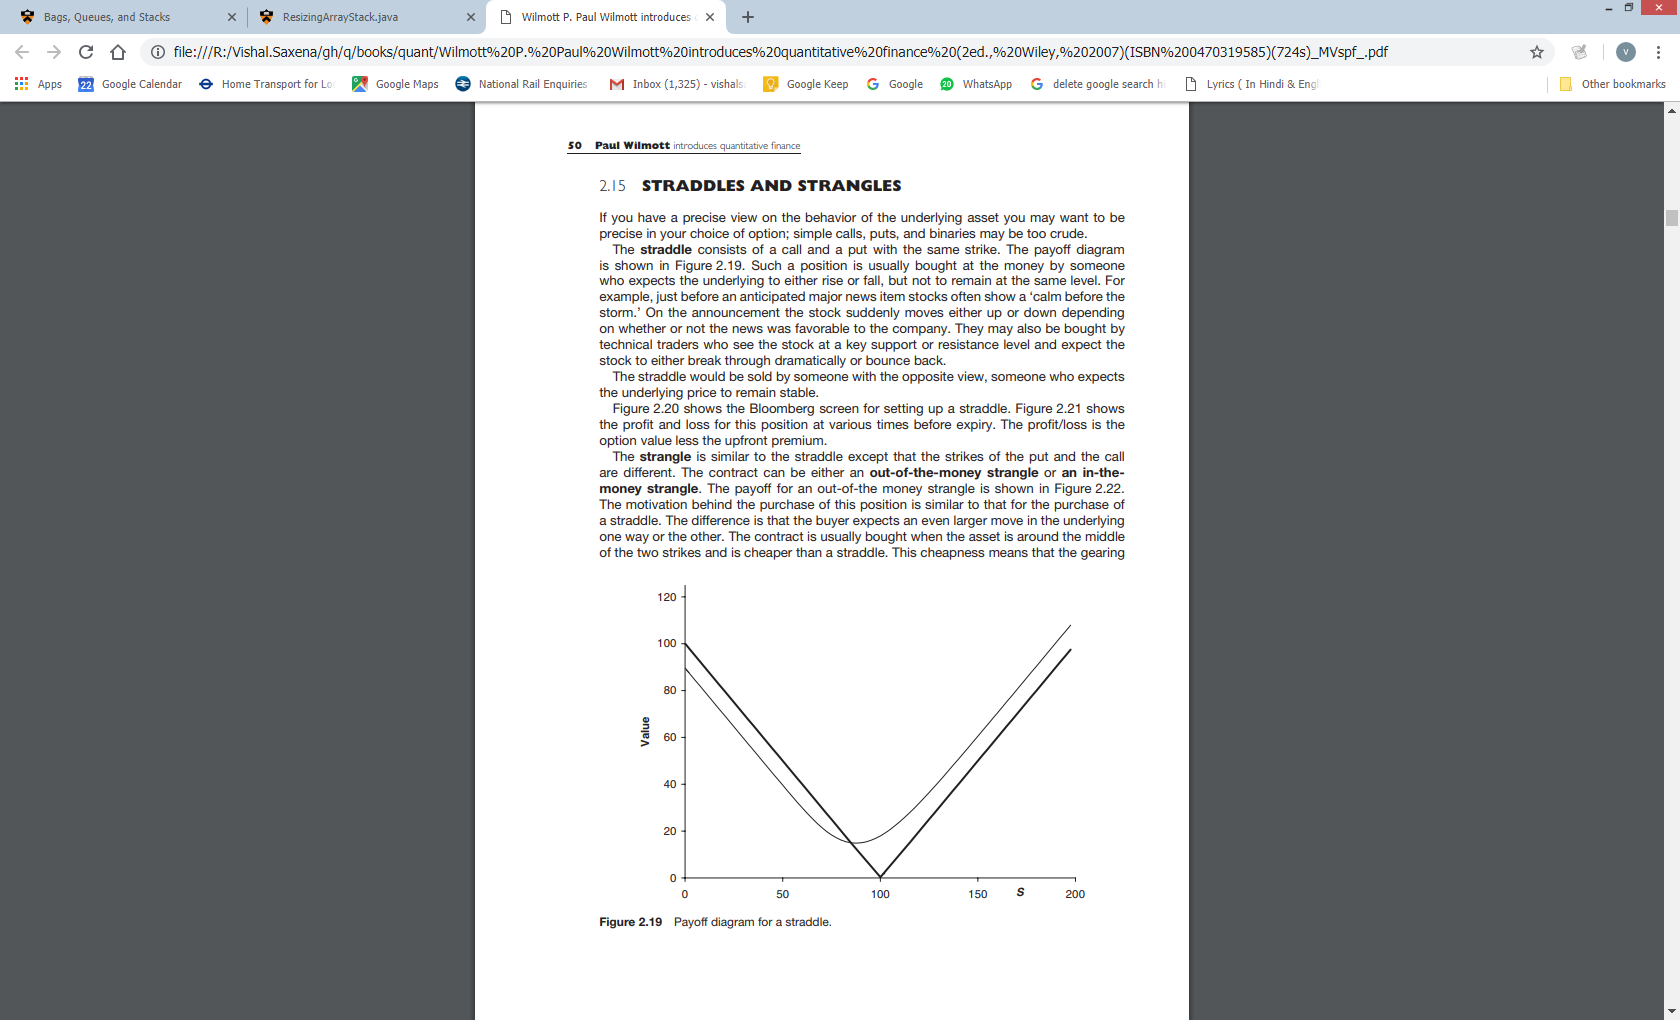 Bags, Queues, and Stacks
ResizingArrayStack.java
Wilmott P. Paul Wilmott introduces
file:///R:/Vishal.Saxena/gh/q/books/quant/Wilmott%20P.%20Paul%20Wilmott%20introduces%20quantitative%20finance%20(2ed.,%20Wiley,%202007)(ISBN%200470319585)(724s)_MVspf_.pdf
V
Apps
22 Google Calendar
Home Transport for Lo
Google Maps
National Rail Enquiries
Inbox (1,325) - vishals
Google Keep
Google
20 WhatsApp
delete google search hi
Lyrics ( In Hindi & Engl
Other bookmarks
50 Paul Wilmott introduces quantitative finance
2.15 STRADDLES AND STRANGLES
If you have a precise view on the behavior of the underlying asset you may want to be
precise in your choice of option; simple calls, puts, and binaries may be too crude.
The straddle consists of a call and a put with the same strike. The payoff diagram
is shown in Figure 2.19. Such a position is usually bought at the money by someone
who expects the underlying to either rise or fall, but not to remain at the same level. For
example, just before an anticipated major news item stocks often show a ‘calm before the
storm.’ On the announcement the stock suddenly moves either up or down depending
on whether or not the news was favorable to the company. They may also be bought by
technical traders who see the stock at a key support or resistance level and expect the
stock to either break through dramatically or bounce back.
The straddle would be sold by someone with the opposite view, someone who expects
the underlying price to remain stable.
Figure 2.20 shows the Bloomberg screen for setting up a straddle. Figure 2.21 shows
the profit and loss for this position at various times before expiry. The profit/loss is the
option value less the upfront premium.
The strangle is similar to the straddle except that the strikes of the put and the call
are different. The contract can be either an out-of-the-money strangle or an in-the-
money strangle. The payoff for an out-of-the money strangle is shown in Figure 2.22.
The motivation behind the purchase of this position is similar to that for the purchase of
a straddle. The difference is that the buyer expects an even larger move in the underlying
one way or the other. The contract is usually bought when the asset is around the middle
of the two strikes and is cheaper than a straddle. This cheapness means that the gearing
120
100
80
60
40
20
0
Value
0 50 100 150 S 200
Figure 2.19 Payoff diagram for a straddle.